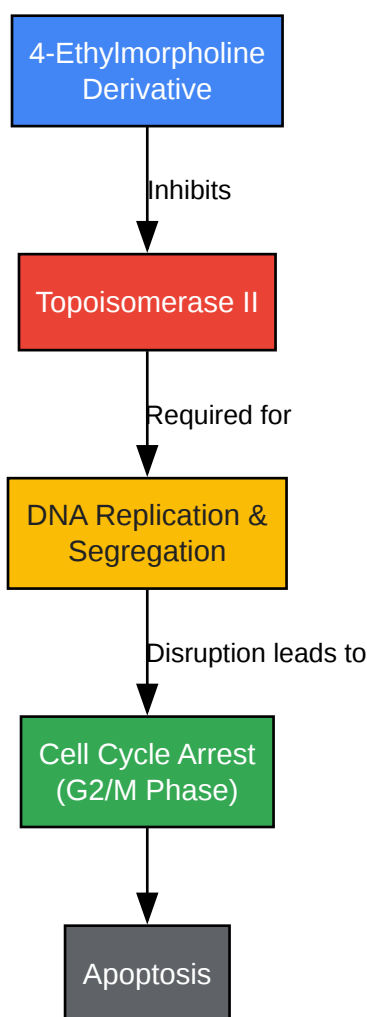 4-Ethylmorpholine
Derivative
Inhibits
Topoisomerase II
Required for
DNA Replication &
Segregation
Disruption leads to
Cell Cycle Arrest
(G2/M Phase)
Apoptosis